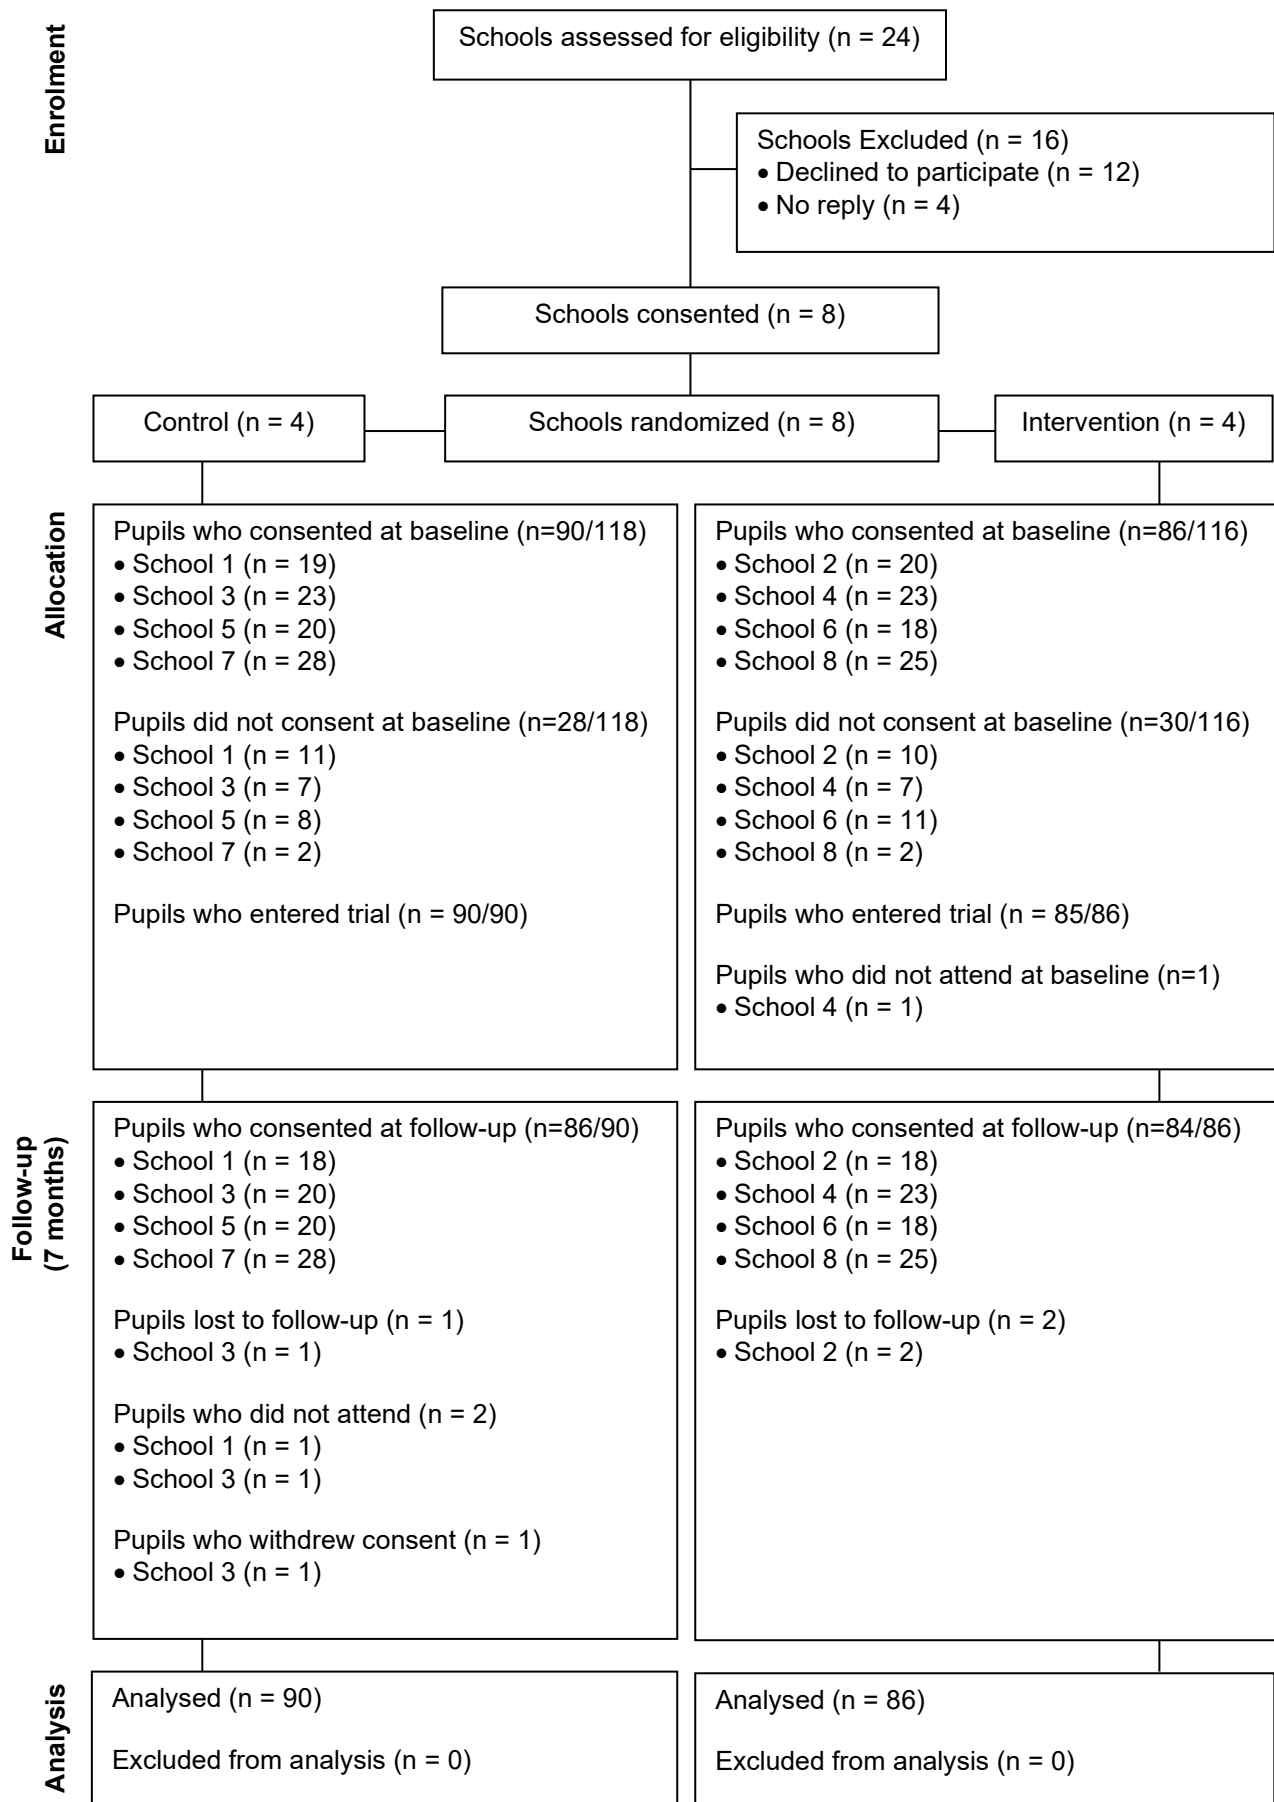 Enrolment
Schools assessed for eligibility (n = 24)
Schools Excluded (n = 16)
• Declined to participate (n = 12)
• No reply (n = 4)
Schools consented (n = 8)
Control (n = 4)
Schools randomized (n = 8)
Intervention (n = 4)
Allocation
Pupils who consented at baseline (n=90/118)
• School 1 (n = 19)
• School 3 (n = 23)
• School 5 (n = 20)
• School 7 (n = 28)
Pupils did not consent at baseline (n=28/118)
• School 1 (n = 11)
• School 3 (n = 7)
• School 5 (n = 8)
• School 7 (n = 2)
Pupils who entered trial (n = 90/90)
Pupils who consented at baseline (n=86/116)
• School 2 (n = 20)
• School 4 (n = 23)
• School 6 (n = 18)
• School 8 (n = 25)
Pupils did not consent at baseline (n=30/116)
• School 2 (n = 10)
• School 4 (n = 7)
• School 6 (n = 11)
• School 8 (n = 2)
Pupils who entered trial (n = 85/86)
Pupils who did not attend at baseline (n=1)
• School 4 (n = 1)
Follow-up
(7 months)
Pupils who consented at follow-up (n=86/90)
• School 1 (n = 18)
• School 3 (n = 20)
• School 5 (n = 20)
• School 7 (n = 28)
Pupils lost to follow-up (n = 1)
• School 3 (n = 1)
Pupils who did not attend (n = 2)
• School 1 (n = 1)
• School 3 (n = 1)
Pupils who withdrew consent (n = 1)
• School 3 (n = 1)
Pupils who consented at follow-up (n=84/86)
• School 2 (n = 18)
• School 4 (n = 23)
• School 6 (n = 18)
• School 8 (n = 25)
Pupils lost to follow-up (n = 2)
• School 2 (n = 2)
Analysis
Analysed (n = 90)
Excluded from analysis (n = 0)
Analysed (n = 86)
Excluded from analysis (n = 0)